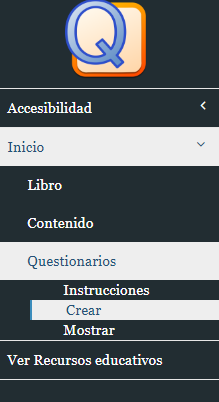 Q
Accesibilidad
Inicio
Libro
Contenido
Questionarios
Instrucciones
Crear
Mostrar
Ver Recursos educativos